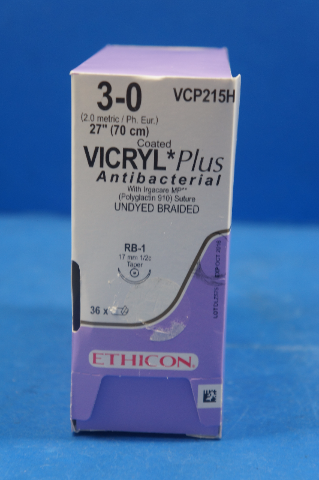 3-0 VCP215H
(2.0 metric / Ph. Eur.)
27" (70 cm)
Coated
VICRYL* Plus
Antibacterial
With Irgacare MP**
(Polyglactin 910) Suture
UNDYED BRAIDED
RB-1
17 mm 1/2c
Taper
36 x
ETHICON